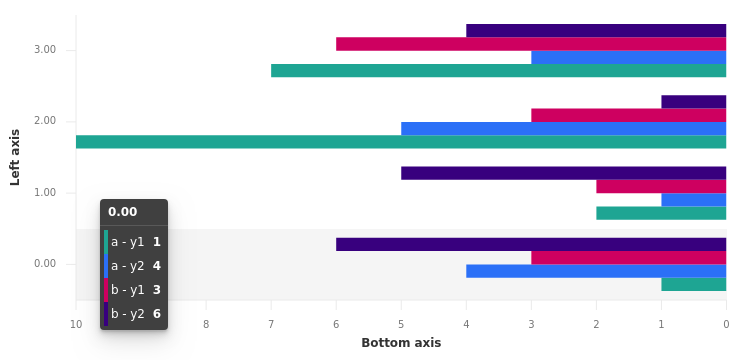 3.00
2.00
1.00
0.00
Left axis
0.00
a - y1 1
a - y2 4
b - y1 3
b - y2 6
10 8 7 6 5 4 3 2 1 0
Bottom axis